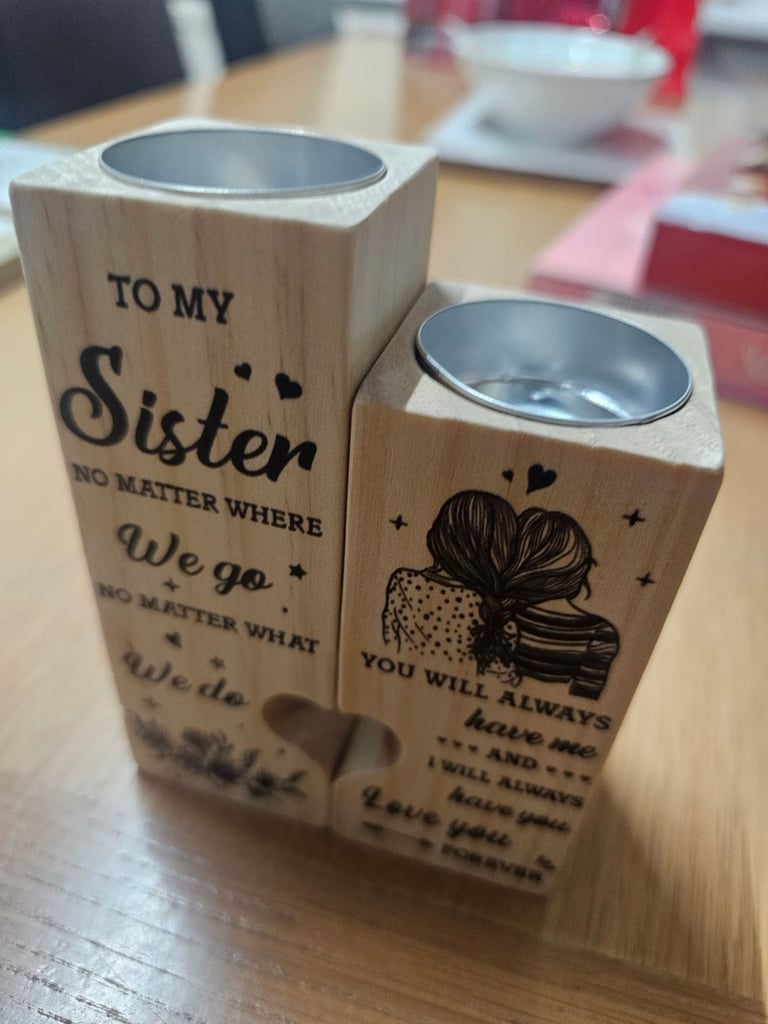 TO MY
Sister
NO MATTER WHERE
We go
NO MATTER WHAT
We do
YOU WILL ALWAYS
have me
AND
I WILL ALWAYS
have you
Love you
FOREVER